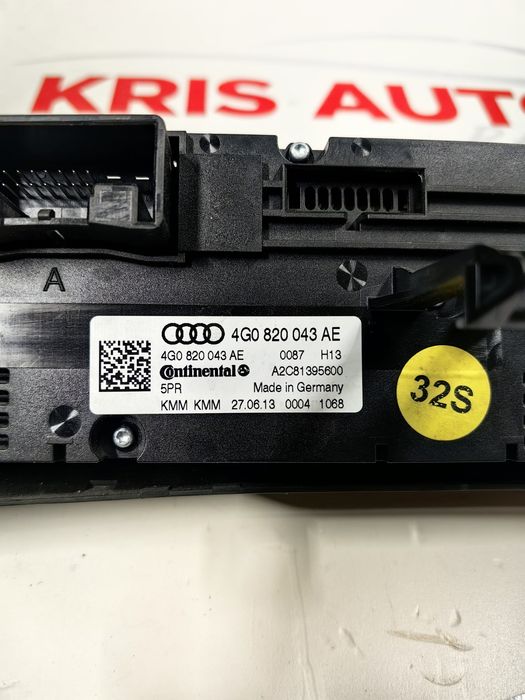 KRIS AUTO
A
4G0 820 043 AE
4G0 820 043 AE 0087 H13
Continental A2C81395600
5PR Made in Germany
KMM KMM 27.06.13 0004 1068
32S